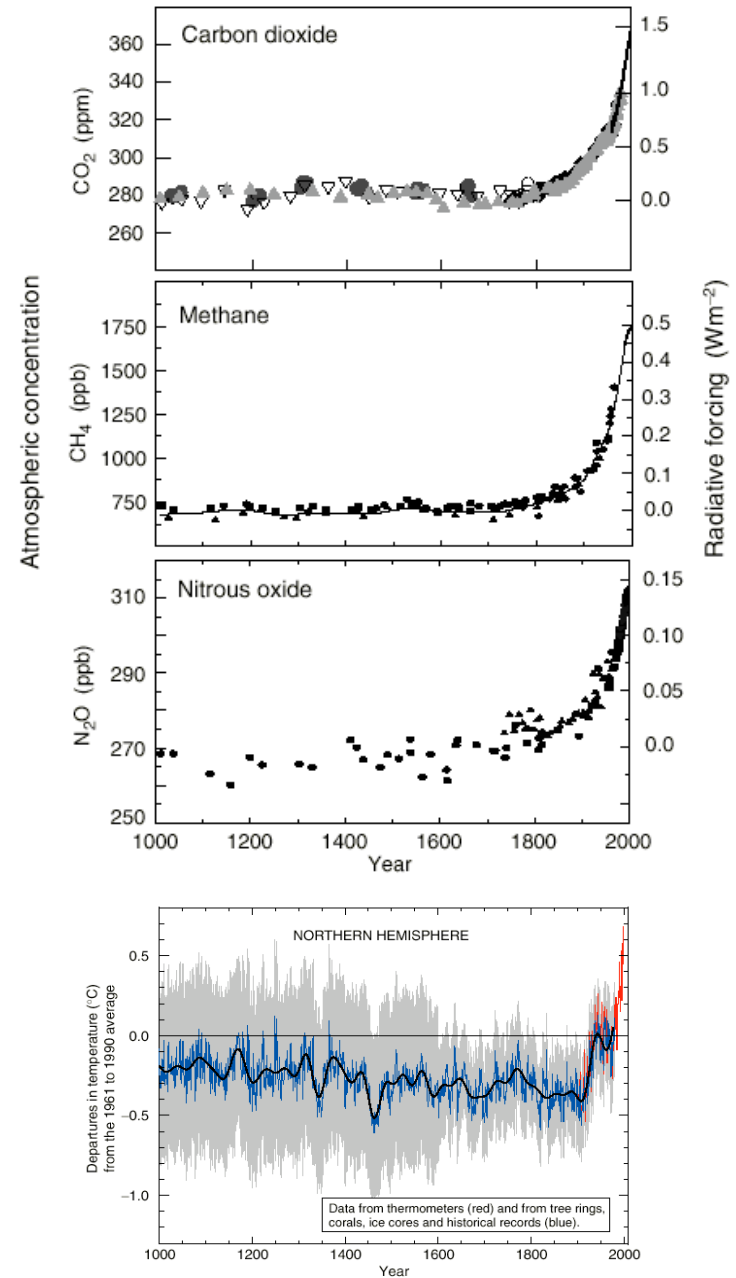 Carbon dioxide
360
340
320
300
280
260
CO2 (ppm)
1.5
1.0
0.5
0.0
Methane
1750
1500
1250
1000
750
CH4 (ppb)
0.5
0.4
0.3
0.2
0.1
0.0
Atmospheric concentration
Radiative forcing (Wm−2)
Nitrous oxide
310
290
270
250
N2O (ppb)
0.15
0.10
0.05
0.0
1000 1200 1400 1600 1800 2000
Year
NORTHERN HEMISPHERE
0.5
0.0
−0.5
−1.0
Departures in temperature (°C)
from the 1961 to 1990 average
Data from thermometers (red) and from tree rings,
corals, ice cores and historical records (blue).
1000 1200 1400 1600 1800 2000
Year